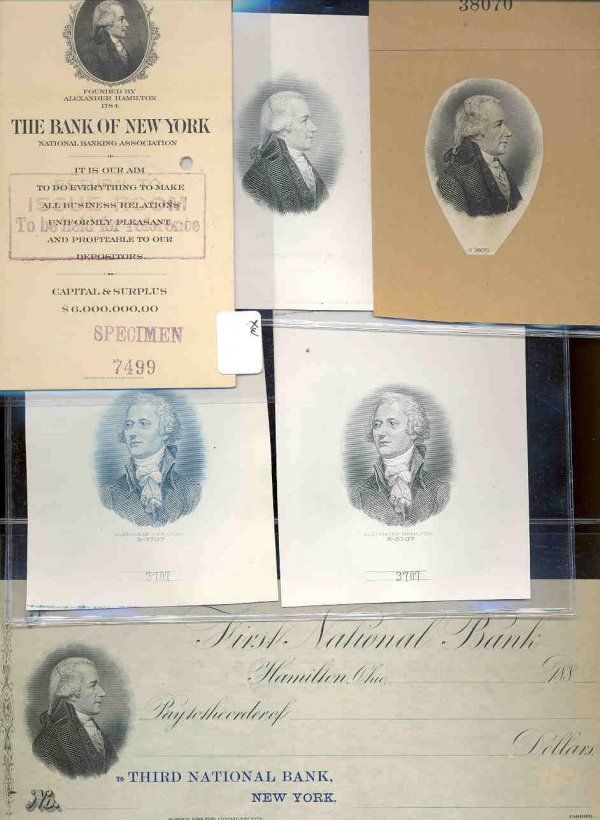 38070
FOUNDED BY
ALEXANDER HAMILTON
1784
THE BANK OF NEW YORK
NATIONAL BANKING ASSOCIATION
IT IS OUR AIM
TO DO EVERYTHING TO MAKE
ALL BUSINESS RELATIONS
UNIFORMLY PLEASANT
AND PROFITABLE TO OUR
DEPOSITORS.
To be held for reference
CAPITAL & SURPLUS
$6,000,000,00
SPECIMEN
7499
V 38070
ALEXANDER HAMILTON
S-3707
3707
ALEXANDER HAMILTON
S-3707
3707
First National Bank
Hamilton, Ohio, 188
Pay to the order of
Dollars
No.
TO THIRD NATIONAL BANK,
NEW YORK.
CASHIER.